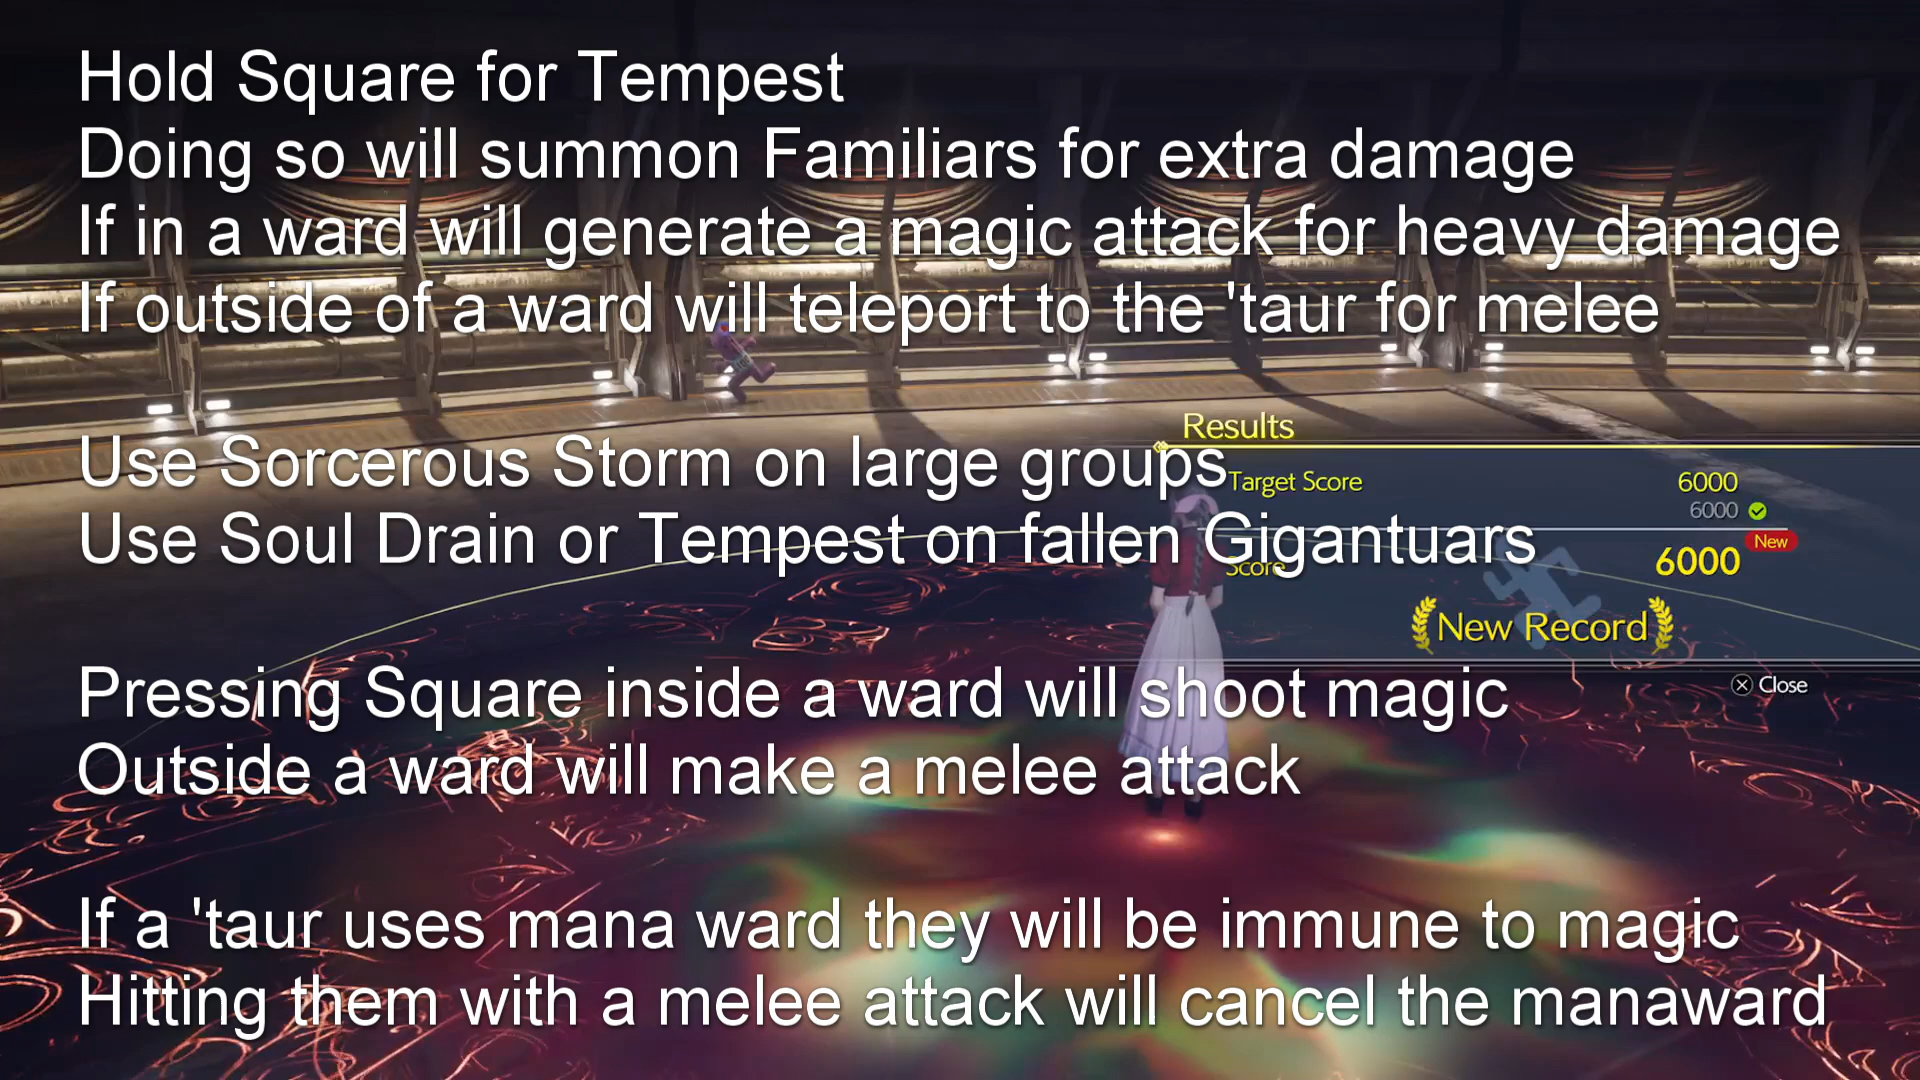 Hold Square for Tempest
Doing so will summon Familiars for extra damage
If in a ward will generate a magic attack for heavy damage
If outside of a ward will teleport to the 'taur for melee
Results
Use Sorcerous Storm on large groups
Target Score 6000
6000
Use Soul Drain or Tempest on fallen Gigantuars
New
Score 6000
New Record
Pressing Square inside a ward will shoot magic
Close
Outside a ward will make a melee attack
If a 'taur uses mana ward they will be immune to magic
Hitting them with a melee attack will cancel the manaward